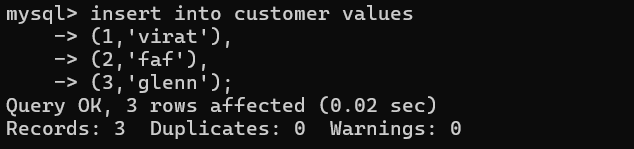 mysql> insert into customer values
    -> (1,'virat'),
    -> (2,'faf'),
    -> (3,'glenn');
Query OK, 3 rows affected (0.02 sec)
Records: 3  Duplicates: 0  Warnings: 0